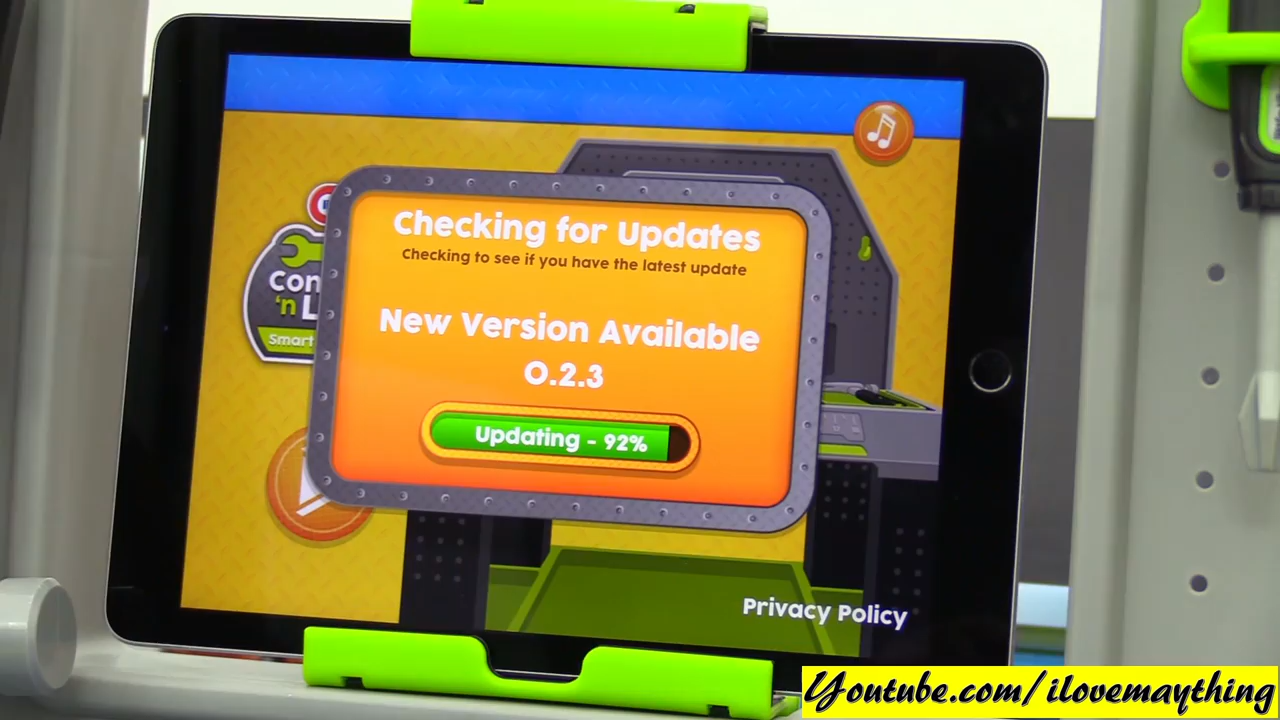 Checking for Updates
Checking to see if you have the latest update
New Version Available
0.2.3
Updating - 92%
'n
Smart
Privacy Policy
Youtube.com/ilovemaything